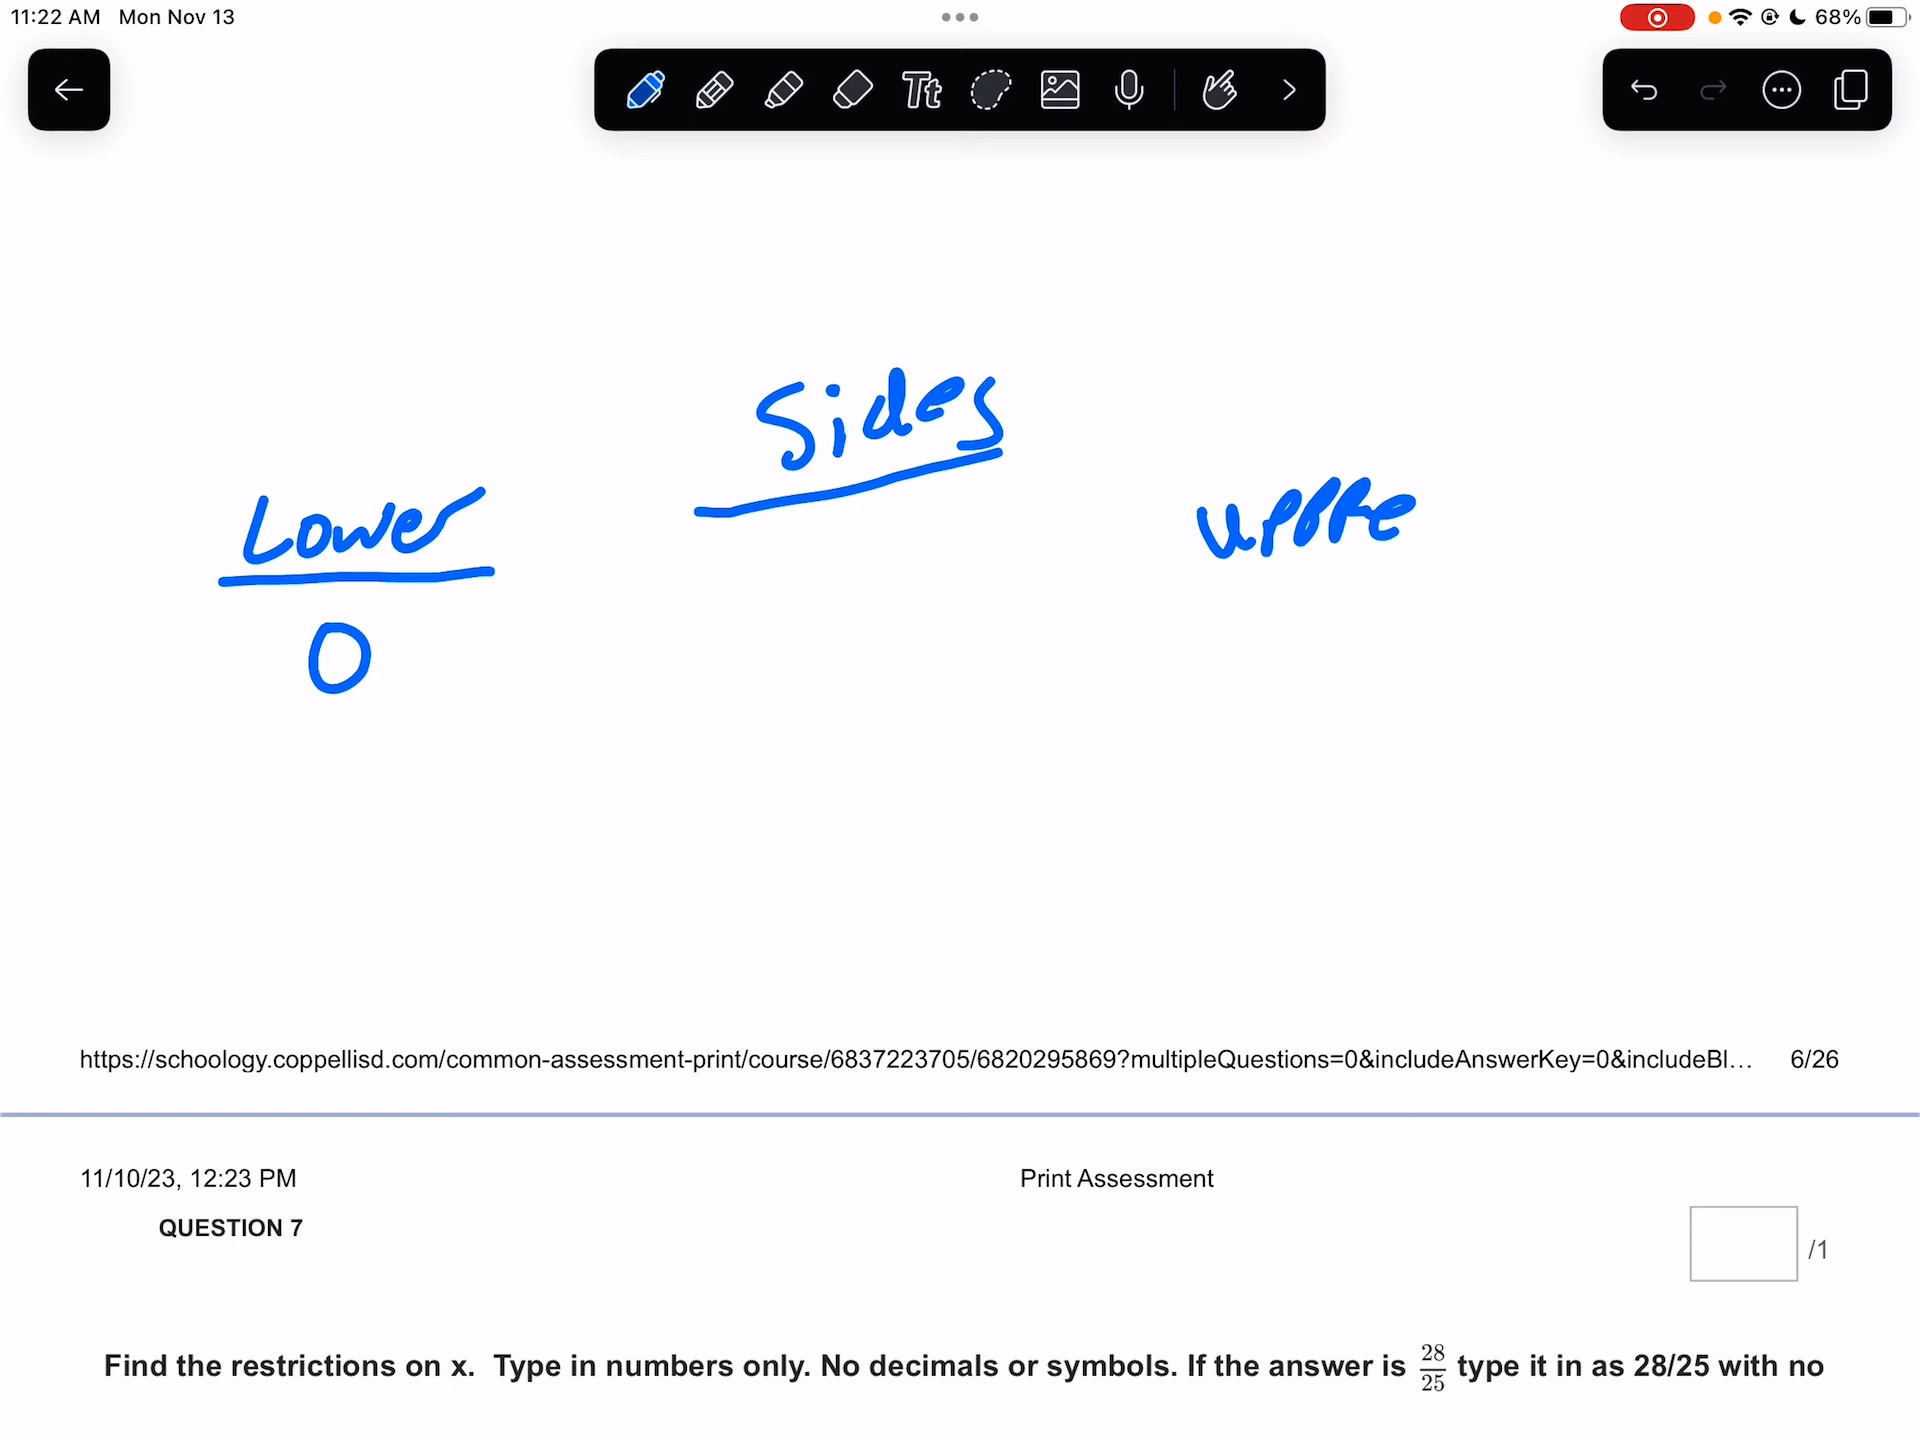 11:22 AM Mon Nov 13
68%
Tt
Sides
Lower
uppre
0
https://schoology.coppellisd.com/common-assessment-print/course/6837223705/6820295869?multipleQuestions=0&includeAnswerKey=0&includeBl... 6/26
11/10/23, 12:23 PM Print Assessment
QUESTION 7
/1
Find the restrictions on x. Type in numbers only. No decimals or symbols. If the answer is 28/25 type it in as 28/25 with no